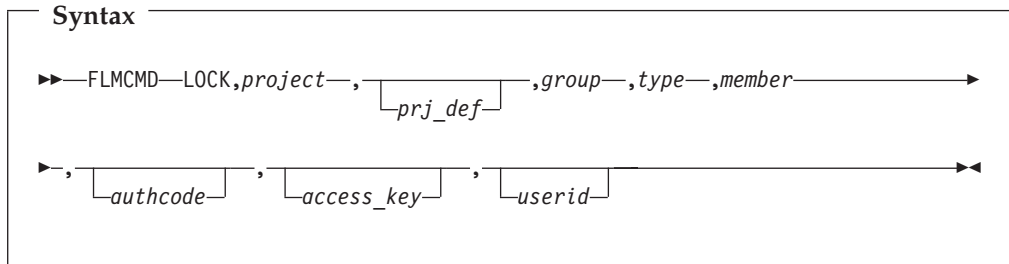 Syntax
►►—FLMCMD—LOCK,project ,—prj_def—,group ,type ,member—►
►—,—authcode—,—access_key—,—userid—►◄